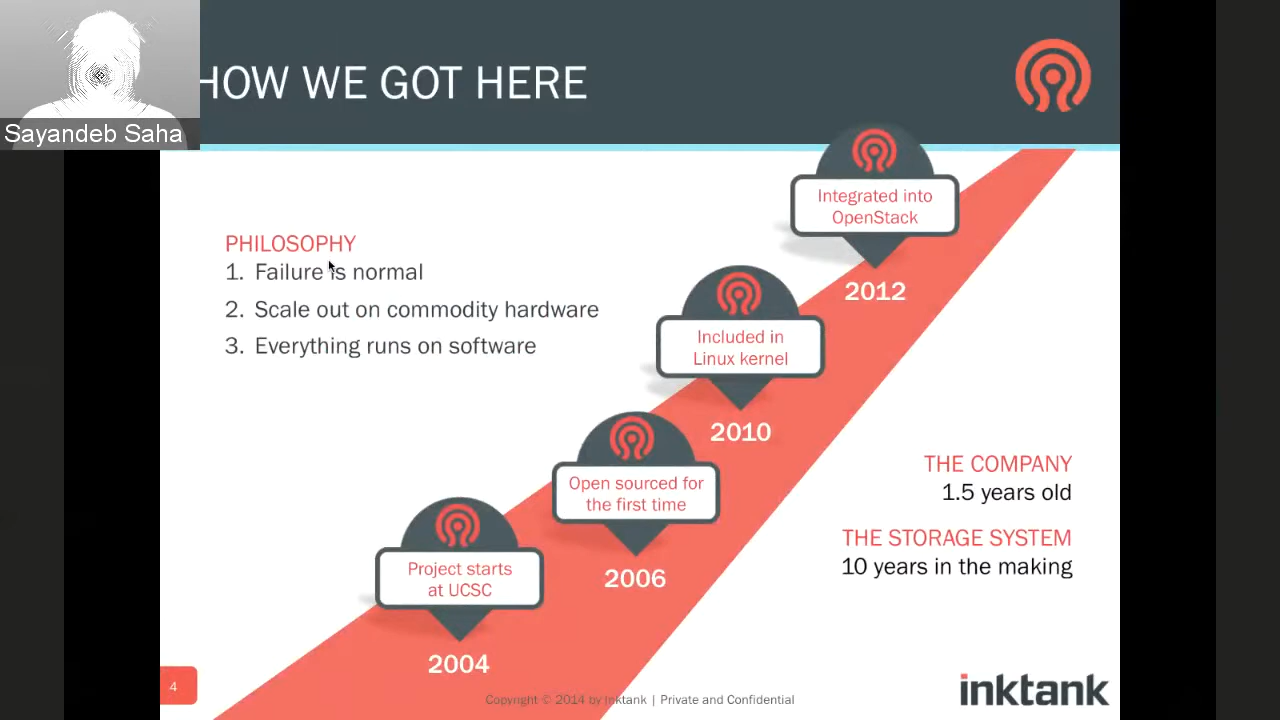 HOW WE GOT HERE
Sayandeb Saha
Integrated into
OpenStack
2012
PHILOSOPHY
1. Failure is normal
2. Scale out on commodity hardware
3. Everything runs on software
Included in
Linux kernel
2010
Open sourced for
the first time
2006
Project starts
at UCSC
2004
THE COMPANY
1.5 years old
THE STORAGE SYSTEM
10 years in the making
4
Copyright © 2014 by Inktank | Private and Confidential
inktank